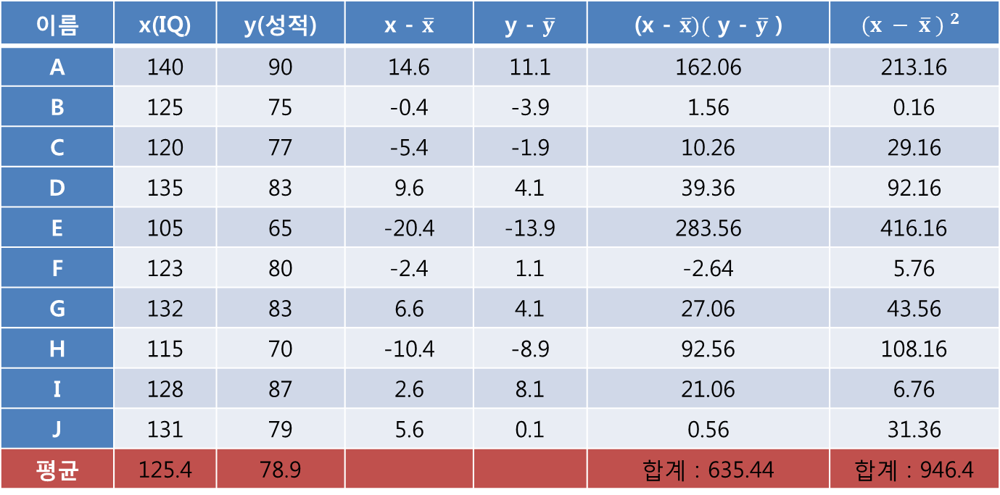 이름 x(IQ) y(성적) x - x̄ y - ȳ (x - x̄)( y - ȳ ) (x − x̄ )²
A 140 90 14.6 11.1 162.06 213.16
B 125 75 -0.4 -3.9 1.56 0.16
C 120 77 -5.4 -1.9 10.26 29.16
D 135 83 9.6 4.1 39.36 92.16
E 105 65 -20.4 -13.9 283.56 416.16
F 123 80 -2.4 1.1 -2.64 5.76
G 132 83 6.6 4.1 27.06 43.56
H 115 70 -10.4 -8.9 92.56 108.16
I 128 87 2.6 8.1 21.06 6.76
J 131 79 5.6 0.1 0.56 31.36
평균 125.4 78.9 합계 : 635.44 합계 : 946.4